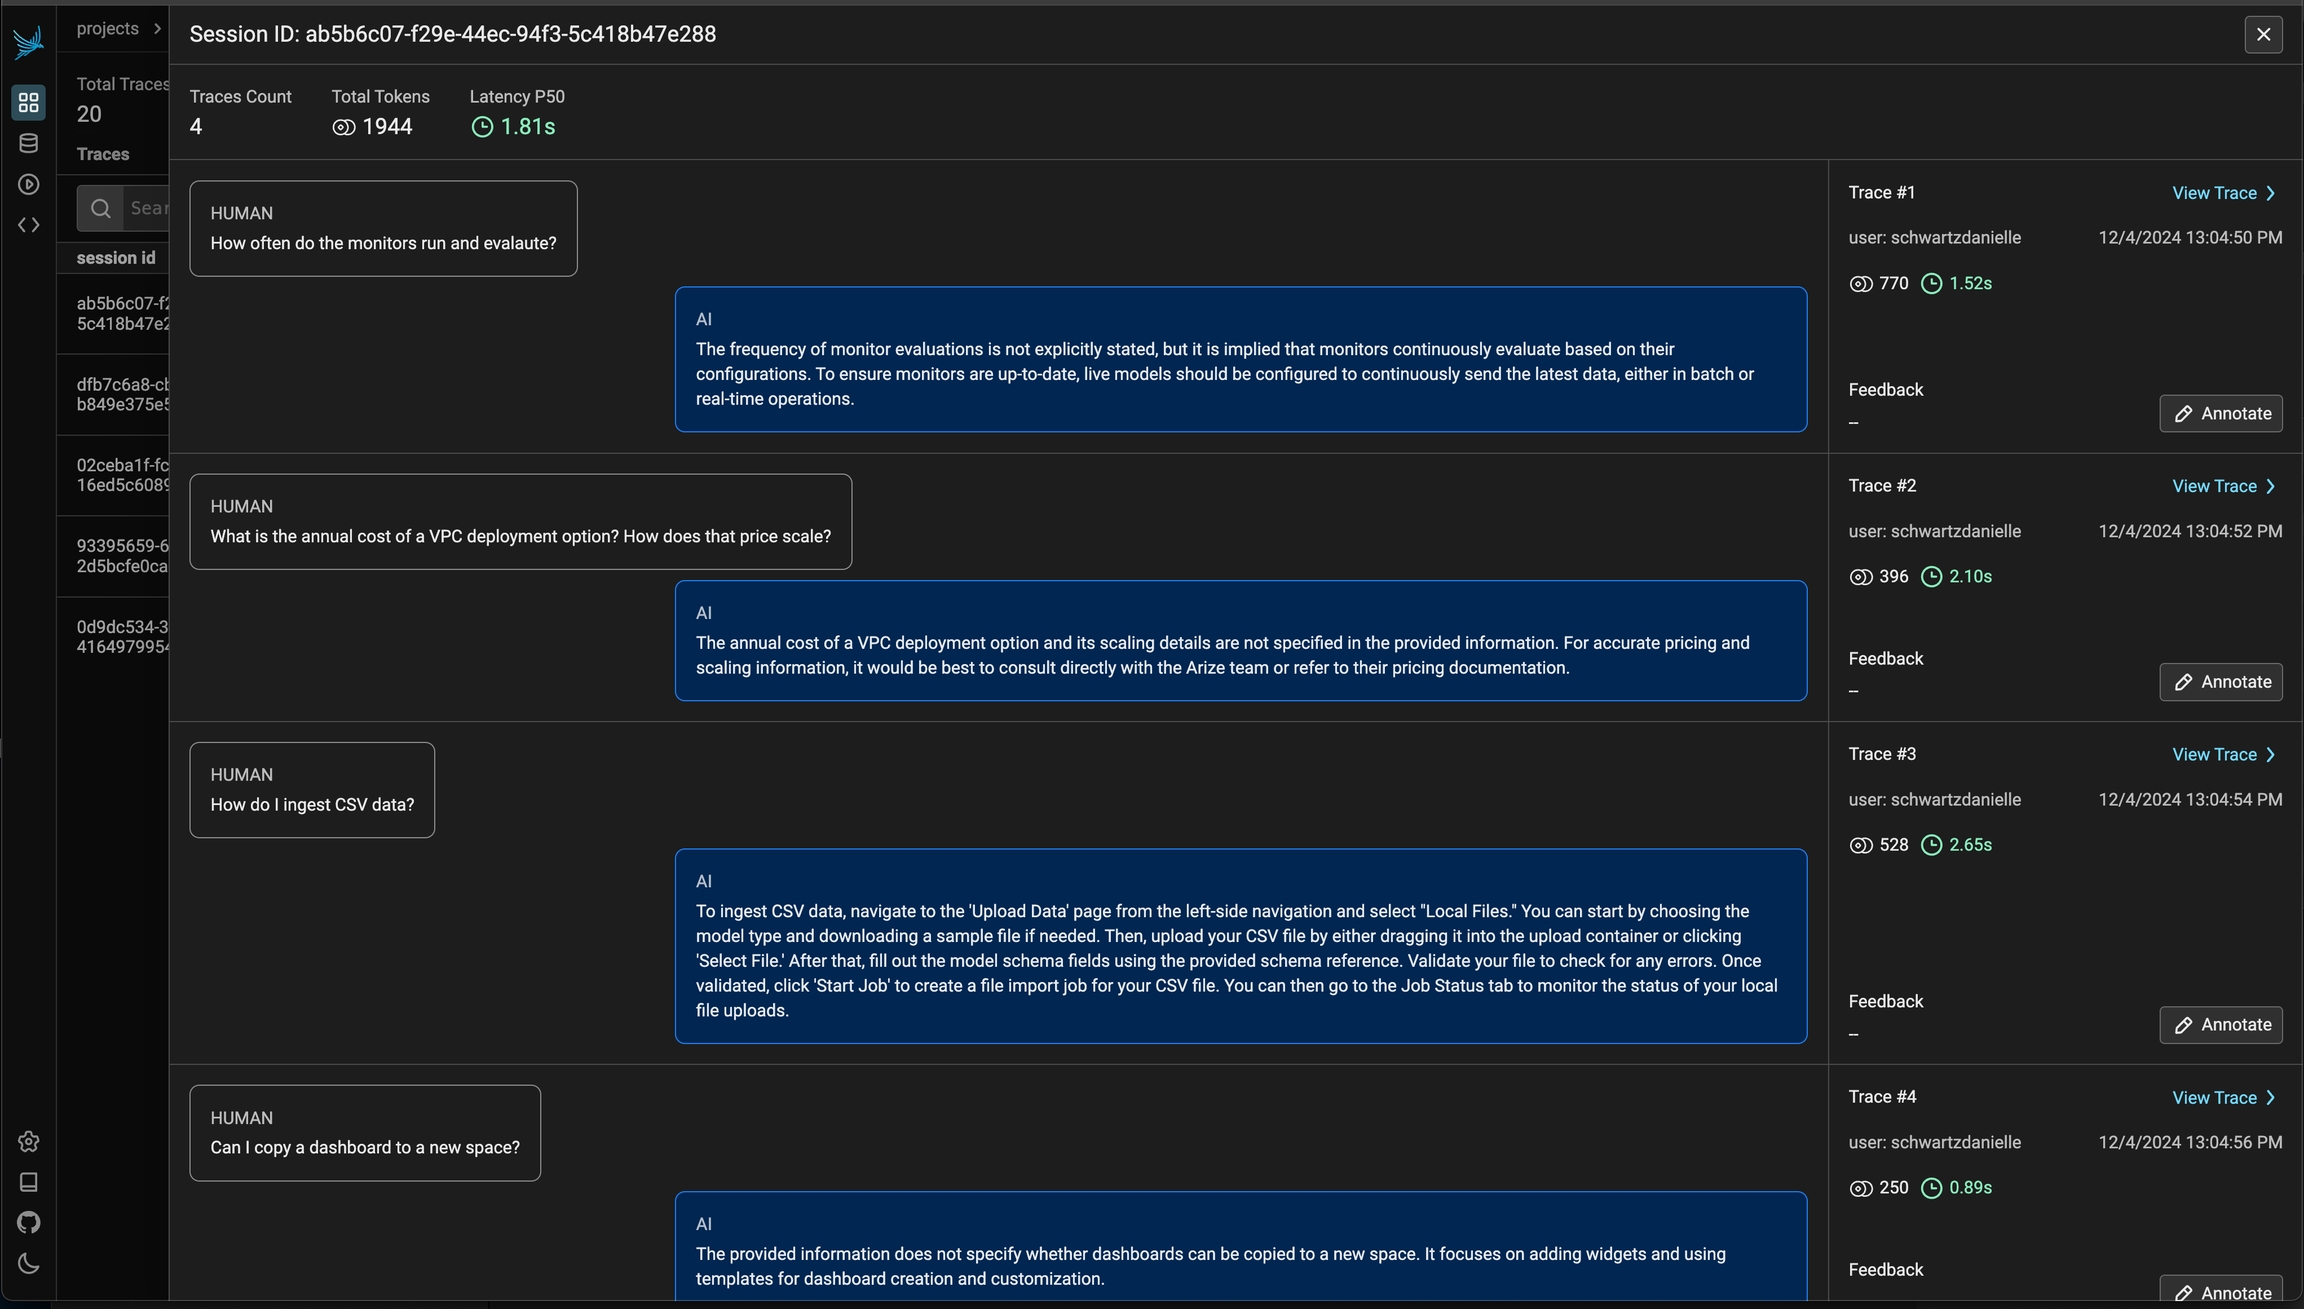 projects
Session ID: ab5b6c07-f29e-44ec-94f3-5c418b47e288
Total Traces
20
Traces
Sear
session id
ab5b6c07-f2
5c418b47e2
dfb7c6a8-cb
b849e375e5
02ceba1f-fc
16ed5c6089
93395659-6
2d5bcfe0ca
0d9dc534-3
4164979954
Traces Count
4
Total Tokens
1944
Latency P50
1.81s
HUMAN
How often do the monitors run and evalaute?
AI
The frequency of monitor evaluations is not explicitly stated, but it is implied that monitors continuously evaluate based on their
configurations. To ensure monitors are up-to-date, live models should be configured to continuously send the latest data, either in batch or
real-time operations.
Trace #1
View Trace
user: schwartzdanielle
12/4/2024 13:04:50 PM
770
1.52s
Feedback
--
Annotate
HUMAN
What is the annual cost of a VPC deployment option? How does that price scale?
AI
The annual cost of a VPC deployment option and its scaling details are not specified in the provided information. For accurate pricing and
scaling information, it would be best to consult directly with the Arize team or refer to their pricing documentation.
Trace #2
View Trace
user: schwartzdanielle
12/4/2024 13:04:52 PM
396
2.10s
Feedback
--
Annotate
HUMAN
How do I ingest CSV data?
AI
To ingest CSV data, navigate to the 'Upload Data' page from the left-side navigation and select "Local Files." You can start by choosing the
model type and downloading a sample file if needed. Then, upload your CSV file by either dragging it into the upload container or clicking
'Select File.' After that, fill out the model schema fields using the provided schema reference. Validate your file to check for any errors. Once
validated, click 'Start Job' to create a file import job for your CSV file. You can then go to the Job Status tab to monitor the status of your local
file uploads.
Trace #3
View Trace
user: schwartzdanielle
12/4/2024 13:04:54 PM
528
2.65s
Feedback
--
Annotate
HUMAN
Can I copy a dashboard to a new space?
AI
The provided information does not specify whether dashboards can be copied to a new space. It focuses on adding widgets and using
templates for dashboard creation and customization.
Trace #4
View Trace
user: schwartzdanielle
12/4/2024 13:04:56 PM
250
0.89s
Feedback
Annotate